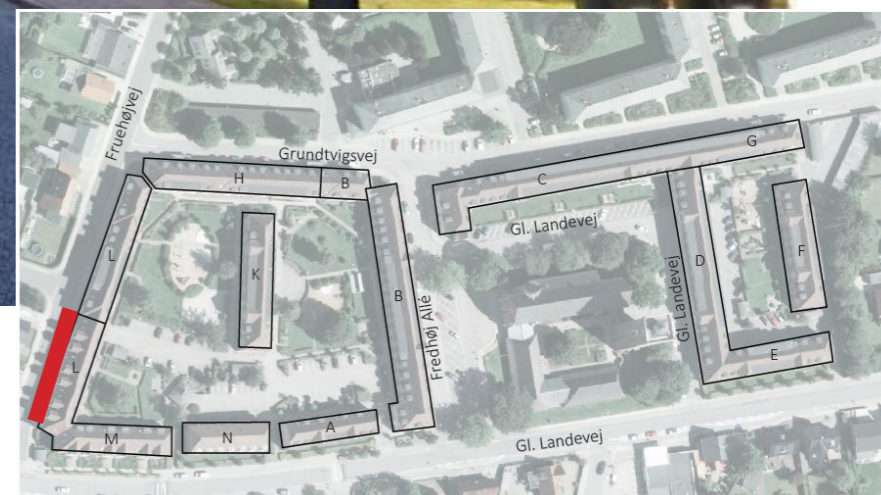 Fruehøjvej
Grundtvigsvej
G
H
B
C
Gl. Landevej
L
K
D
F
B
Fredhøj Allé
Gl. Landevej
L
E
M
N
A
Gl. Landevej